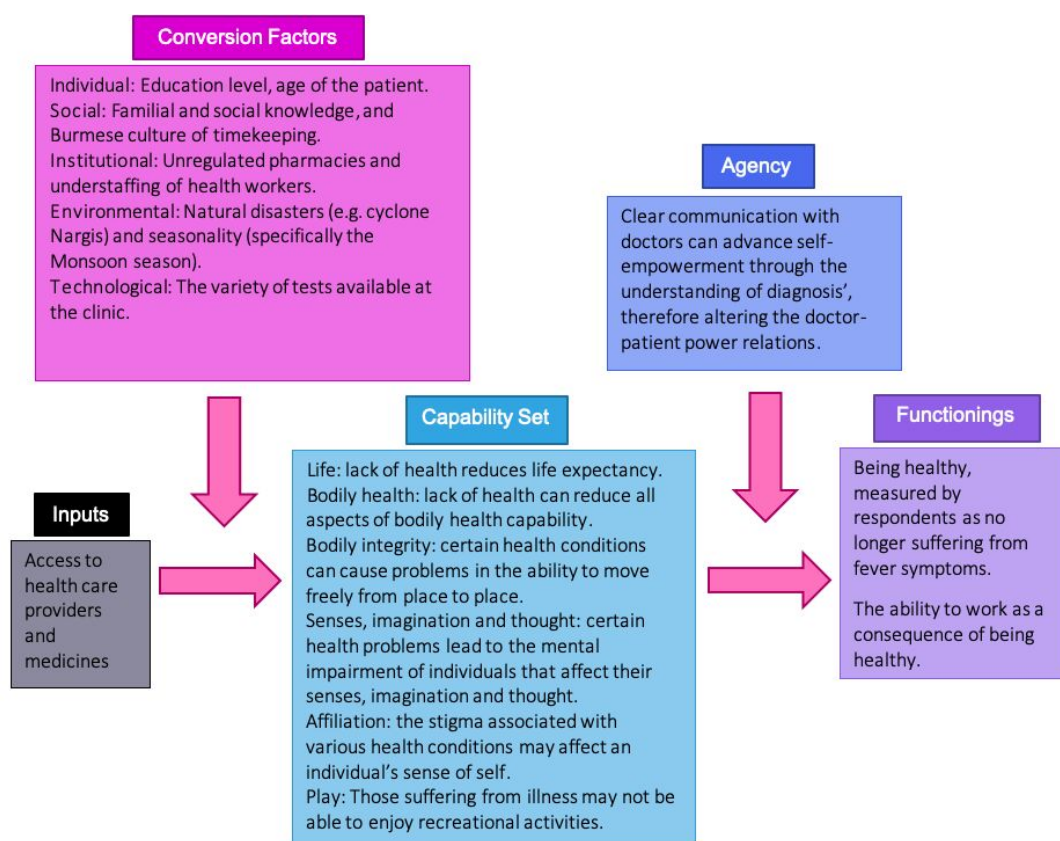 Conversion Factors
Individual: Education level, age of the patient.
Social: Familial and social knowledge, and
Burmese culture of timekeeping.
Institutional: Unregulated pharmacies and
understaffing of health workers.
Environmental: Natural disasters (e.g. cyclone
Nargis) and seasonality (specifically the
Monsoon season).
Technological: The variety of tests available at
the clinic.
Agency
Clear communication with
doctors can advance self-
empowerment through the
understanding of diagnosis’,
therefore altering the doctor-
patient power relations.
Inputs
Access to
health care
providers
and
medicines
Capability Set
Life: lack of health reduces life expectancy.
Bodily health: lack of health can reduce all
aspects of bodily health capability.
Bodily integrity: certain health conditions
can cause problems in the ability to move
freely from place to place.
Senses, imagination and thought: certain
health problems lead to the mental
impairment of individuals that affect their
senses, imagination and thought.
Affiliation: the stigma associated with
various health conditions may affect an
individual’s sense of self.
Play: Those suffering from illness may not be
able to enjoy recreational activities.
Functionings
Being healthy,
measured by
respondents as no
longer suffering from
fever symptoms.
The ability to work as a
consequence of being
healthy.